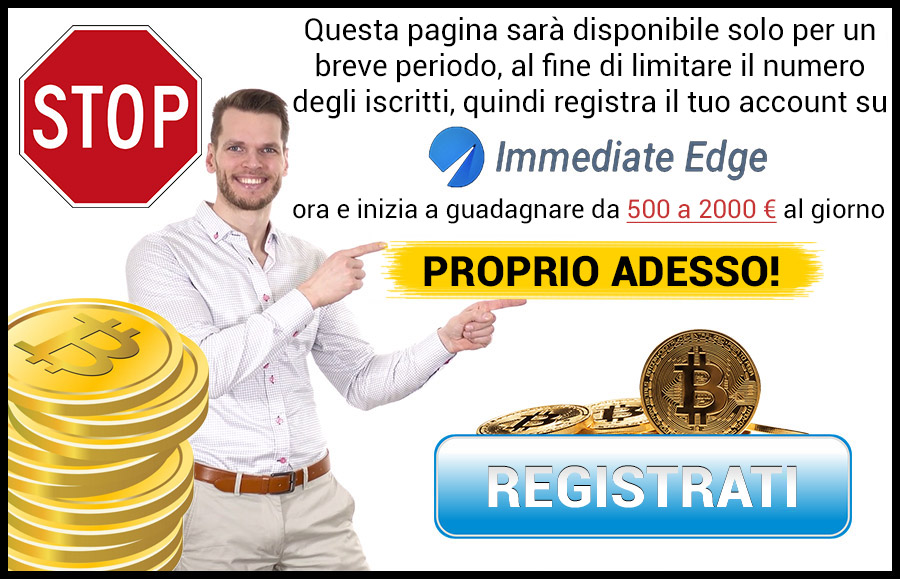 STOP
Questa pagina sarà disponibile solo per un
breve periodo, al fine di limitare il numero
degli iscritti, quindi registra il tuo account su
Immediate Edge
ora e inizia a guadagnare da 500 a 2000 € al giorno
PROPRIO ADESSO!
REGISTRATI